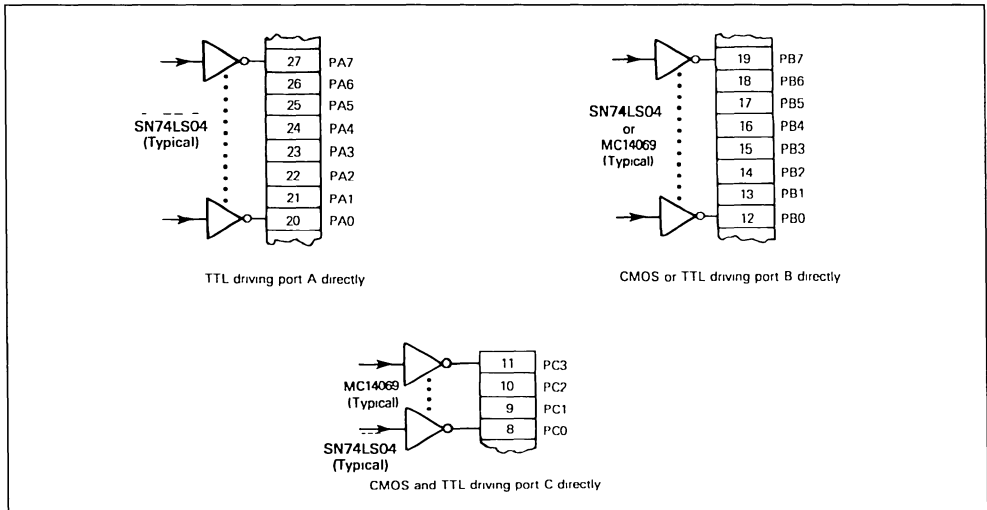 27 PA7
26 PA6
25 PA5
24 PA4
23 PA3
22 PA2
21 PA1
20 PA0
SN74LS04
(Typical)
TTL driving port A directly
19 PB7
18 PB6
17 PB5
16 PB4
15 PB3
14 PB2
13 PB1
12 PB0
SN74LS04
or
MC14069
(Typical)
CMOS or TTL driving port B directly
11 PC3
10 PC2
9 PC1
8 PC0
MC14069
(Typical)
SN74LS04
(Typical)
CMOS and TTL driving port C directly